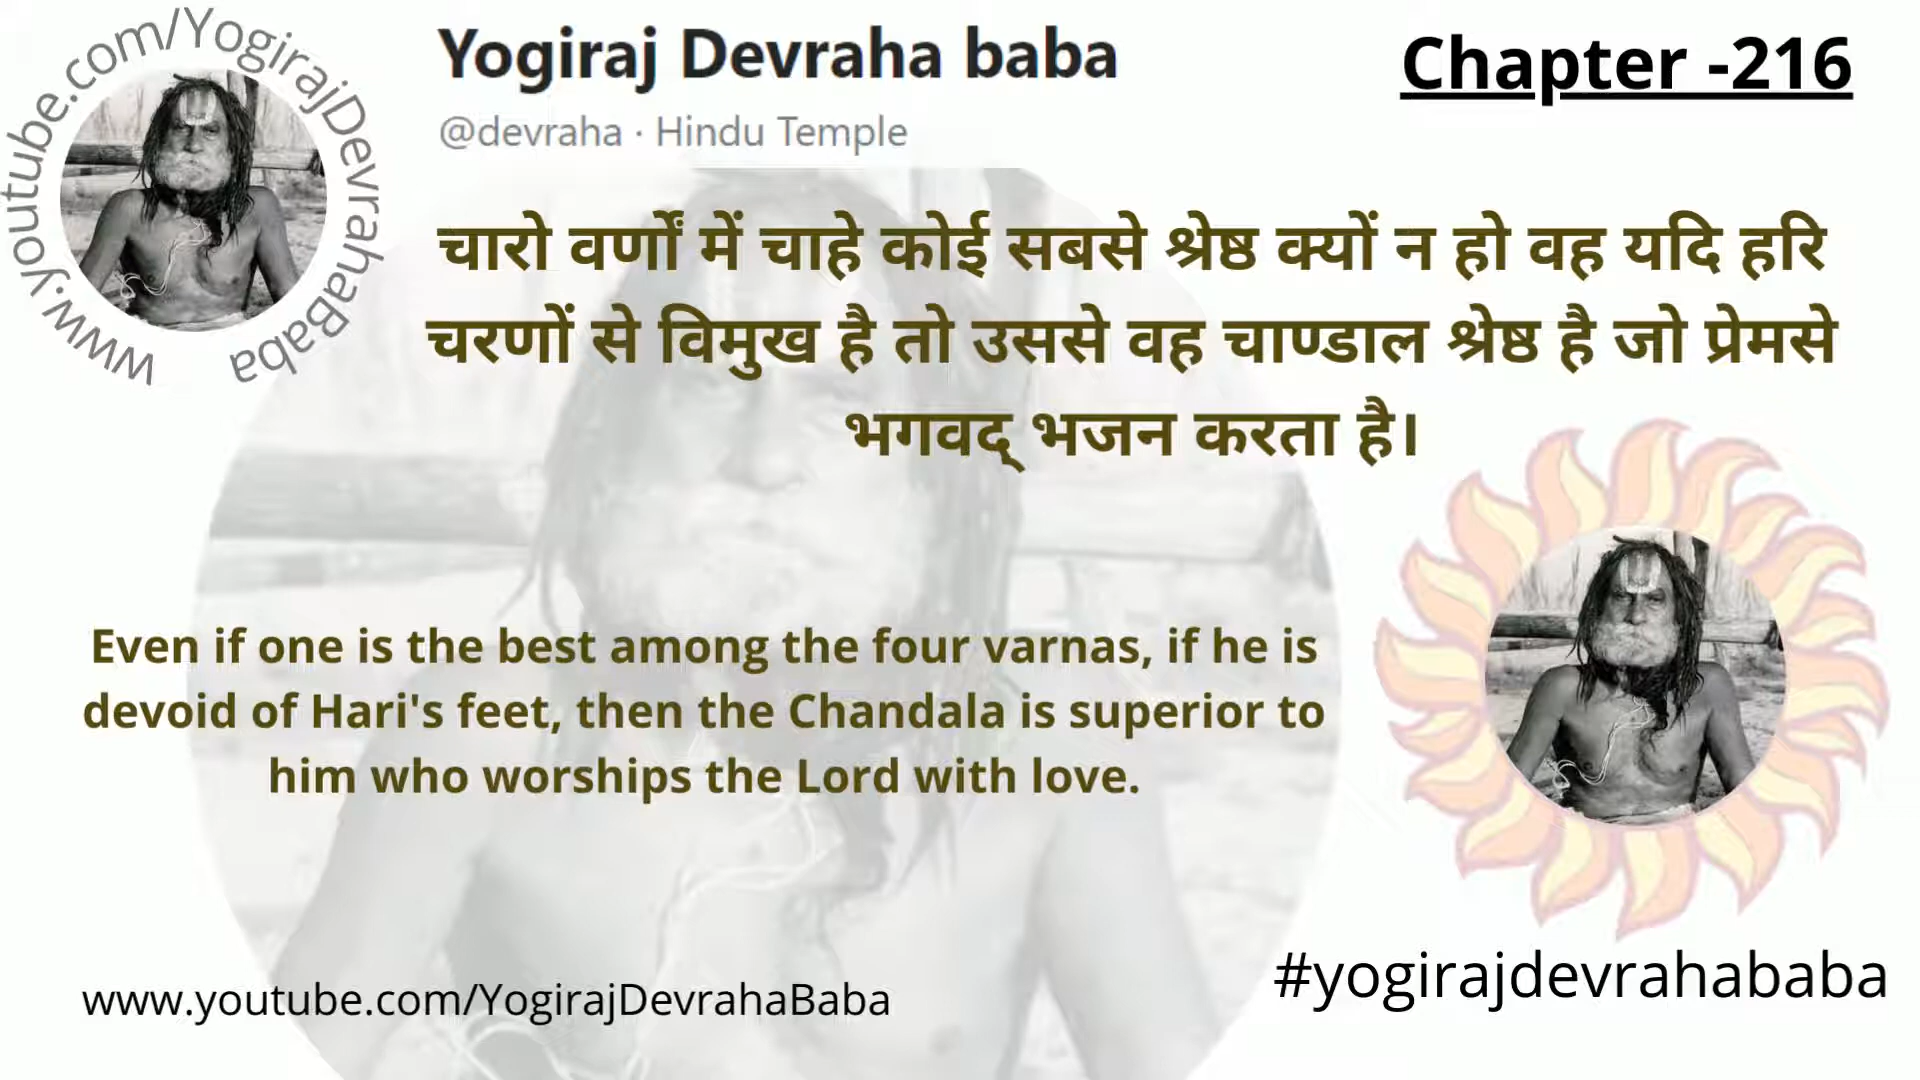 www.youtube.com/YogirajDevrahaBaba
Yogiraj Devraha baba
@devraha · Hindu Temple
Chapter -216
चारो वर्णों में चाहे कोई सबसे श्रेष्ठ क्यों न हो वह यदि हरि
चरणों से विमुख है तो उससे वह चाण्डाल श्रेष्ठ है जो प्रेमसे
भगवद् भजन करता है।
Even if one is the best among the four varnas, if he is
devoid of Hari's feet, then the Chandala is superior to
him who worships the Lord with love.
www.youtube.com/YogirajDevrahaBaba
#yogirajdevrahababa